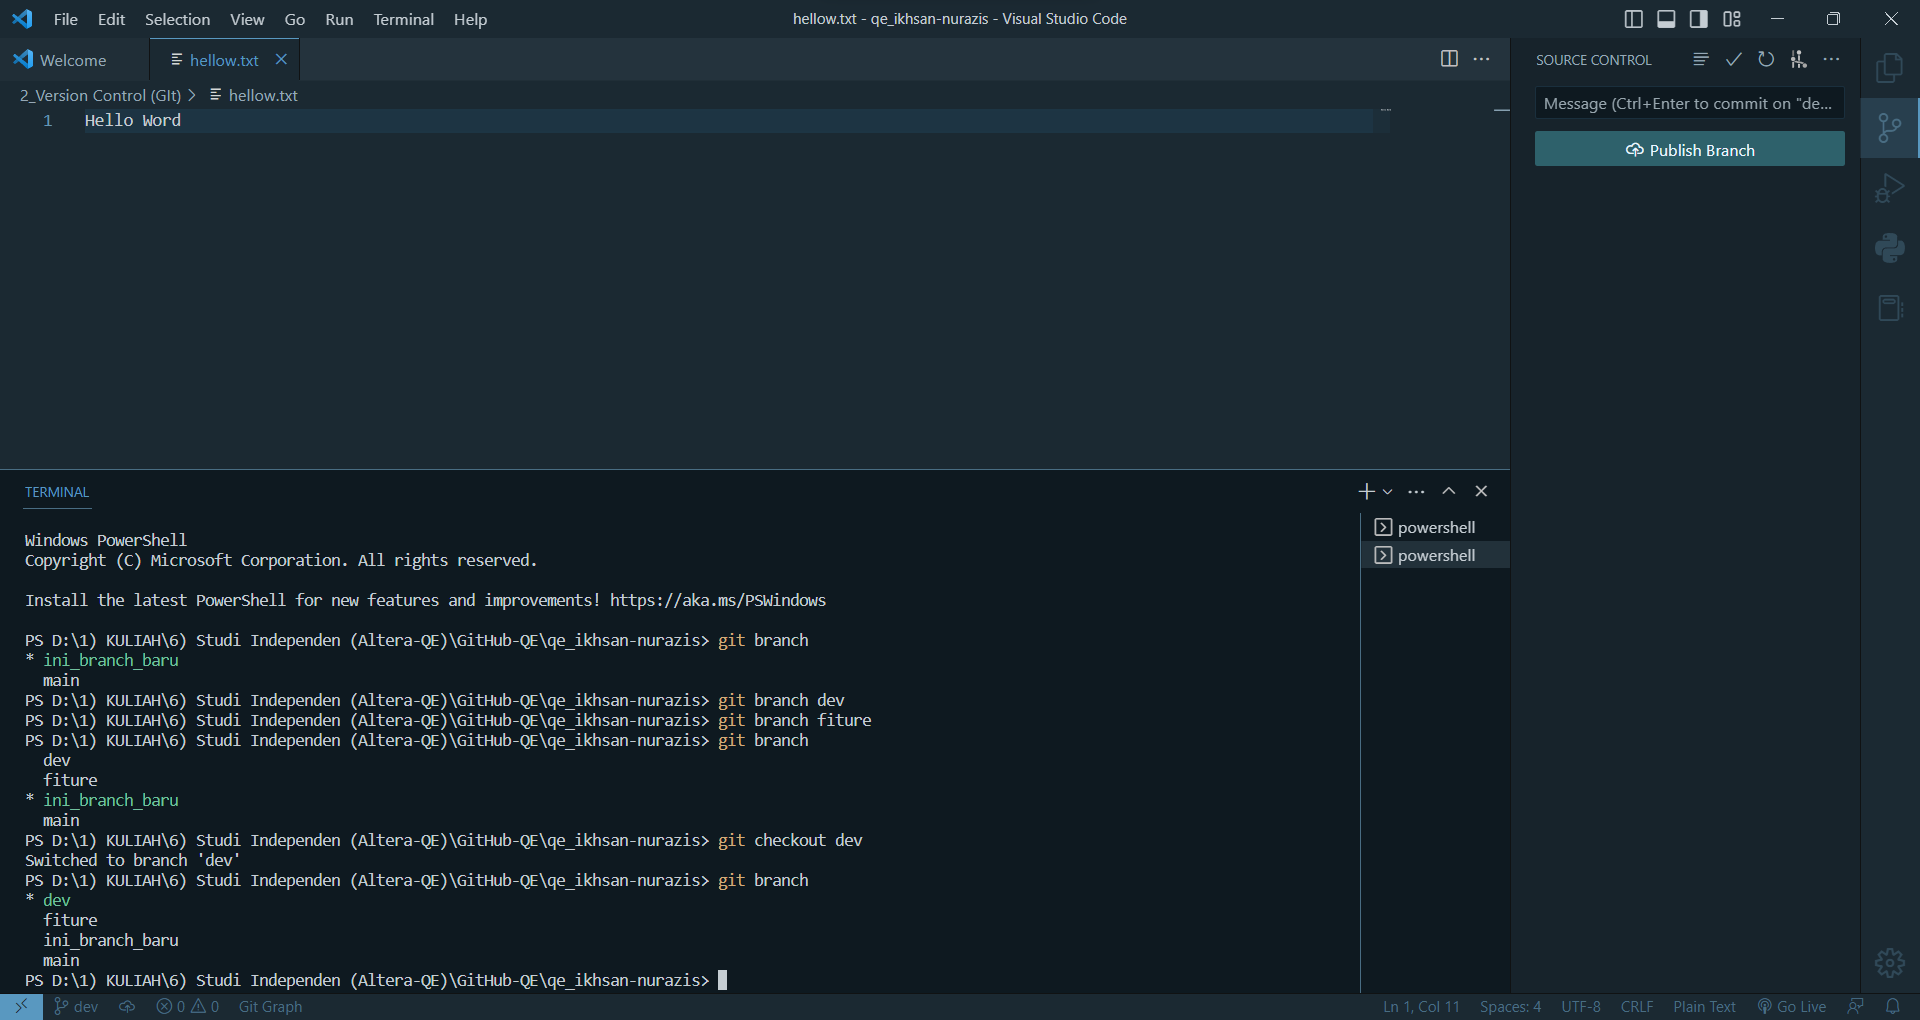 File Edit Selection View Go Run Terminal Help
hellow.txt - qe_ikhsan-nurazis - Visual Studio Code
Welcome
hellow.txt
2_Version Control (GIt) > hellow.txt
1 Hello Word
SOURCE CONTROL
Message (Ctrl+Enter to commit on "de...
Publish Branch
TERMINAL
powershell
powershell
Windows PowerShell
Copyright (C) Microsoft Corporation. All rights reserved.
Install the latest PowerShell for new features and improvements! https://aka.ms/PSWindows
PS D:\1) KULIAH\6) Studi Independen (Altera-QE)\GitHub-QE\qe_ikhsan-nurazis> git branch
* ini_branch_baru
main
PS D:\1) KULIAH\6) Studi Independen (Altera-QE)\GitHub-QE\qe_ikhsan-nurazis> git branch dev
PS D:\1) KULIAH\6) Studi Independen (Altera-QE)\GitHub-QE\qe_ikhsan-nurazis> git branch fiture
PS D:\1) KULIAH\6) Studi Independen (Altera-QE)\GitHub-QE\qe_ikhsan-nurazis> git branch
dev
fiture
* ini_branch_baru
main
PS D:\1) KULIAH\6) Studi Independen (Altera-QE)\GitHub-QE\qe_ikhsan-nurazis> git checkout dev
Switched to branch 'dev'
PS D:\1) KULIAH\6) Studi Independen (Altera-QE)\GitHub-QE\qe_ikhsan-nurazis> git branch
* dev
fiture
ini_branch_baru
main
PS D:\1) KULIAH\6) Studi Independen (Altera-QE)\GitHub-QE\qe_ikhsan-nurazis>
dev 0 0 Git Graph
Ln 1, Col 11 Spaces: 4 UTF-8 CRLF Plain Text Go Live